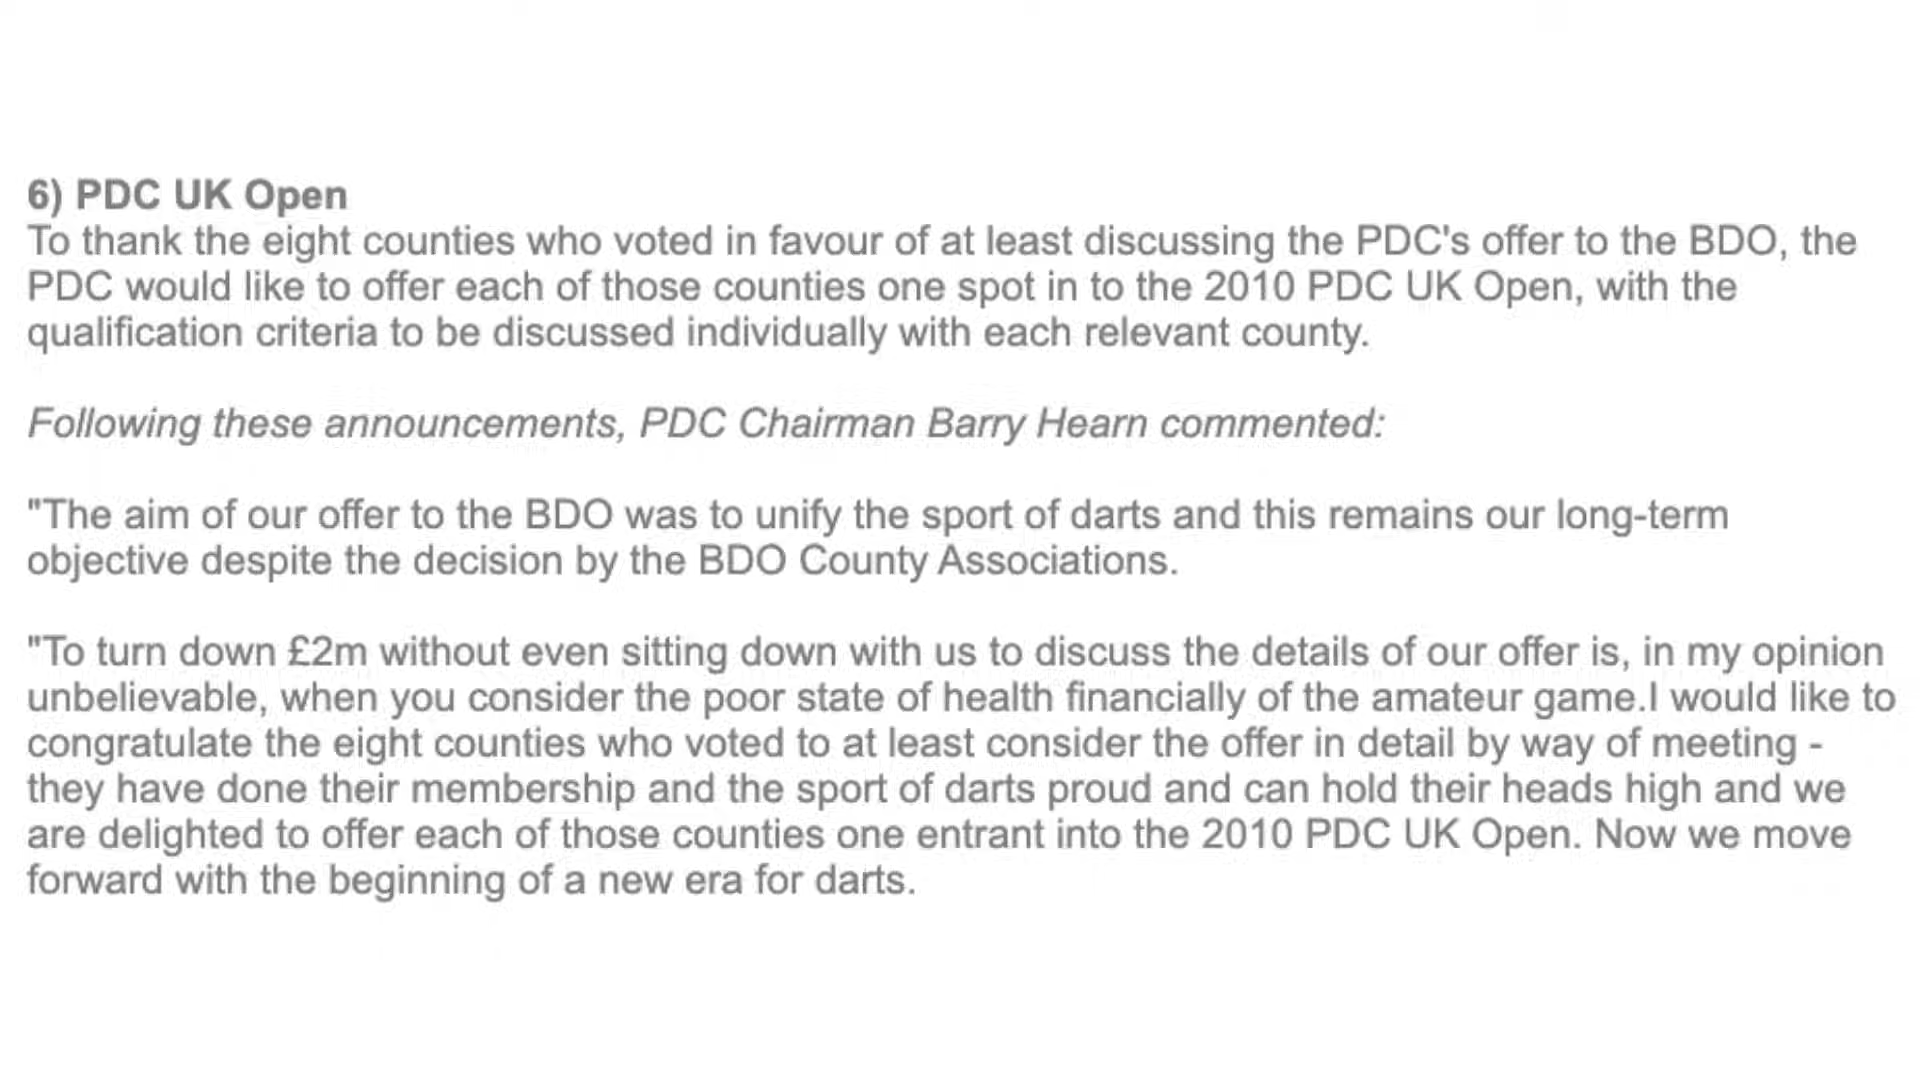 6) PDC UK Open
To thank the eight counties who voted in favour of at least discussing the PDC's offer to the BDO, the
PDC would like to offer each of those counties one spot in to the 2010 PDC UK Open, with the
qualification criteria to be discussed individually with each relevant county.
Following these announcements, PDC Chairman Barry Hearn commented:
"The aim of our offer to the BDO was to unify the sport of darts and this remains our long-term
objective despite the decision by the BDO County Associations.
"To turn down £2m without even sitting down with us to discuss the details of our offer is, in my opinion
unbelievable, when you consider the poor state of health financially of the amateur game.I would like to
congratulate the eight counties who voted to at least consider the offer in detail by way of meeting -
they have done their membership and the sport of darts proud and can hold their heads high and we
are delighted to offer each of those counties one entrant into the 2010 PDC UK Open. Now we move
forward with the beginning of a new era for darts.